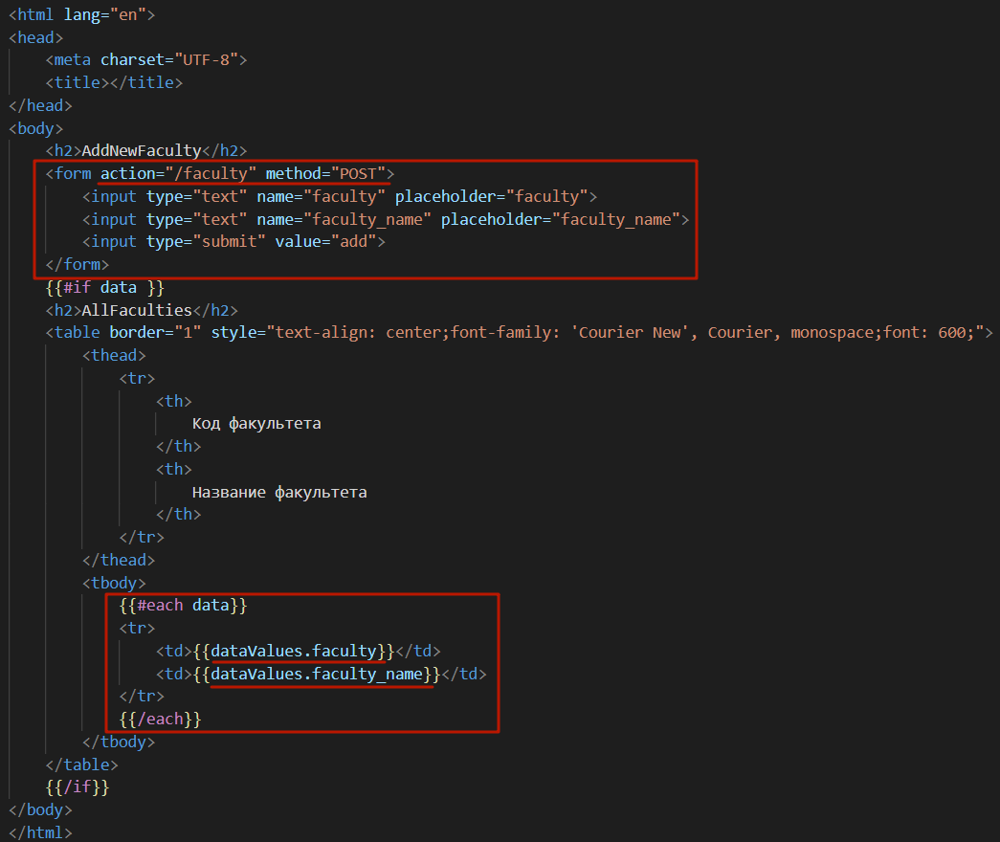 <html lang="en">
<head>
    <meta charset="UTF-8">
    <title></title>
</head>
<body>
    <h2>AddNewFaculty</h2>
    <form action="/faculty" method="POST">
        <input type="text" name="faculty" placeholder="faculty">
        <input type="text" name="faculty_name" placeholder="faculty_name">
        <input type="submit" value="add">
    </form>
    {{#if data }}
    <h2>AllFaculties</h2>
    <table border="1" style="text-align: center;font-family: 'Courier New', Courier, monospace;font: 600;">
        <thead>
            <tr>
                <th>
                    Код факультета
                </th>
                <th>
                    Название факультета
                </th>
            </tr>
        </thead>
        <tbody>
            {{#each data}}
            <tr>
                <td>{{dataValues.faculty}}</td>
                <td>{{dataValues.faculty_name}}</td>
            </tr>
            {{/each}}
        </tbody>
    </table>
    {{/if}}
</body>
</html>